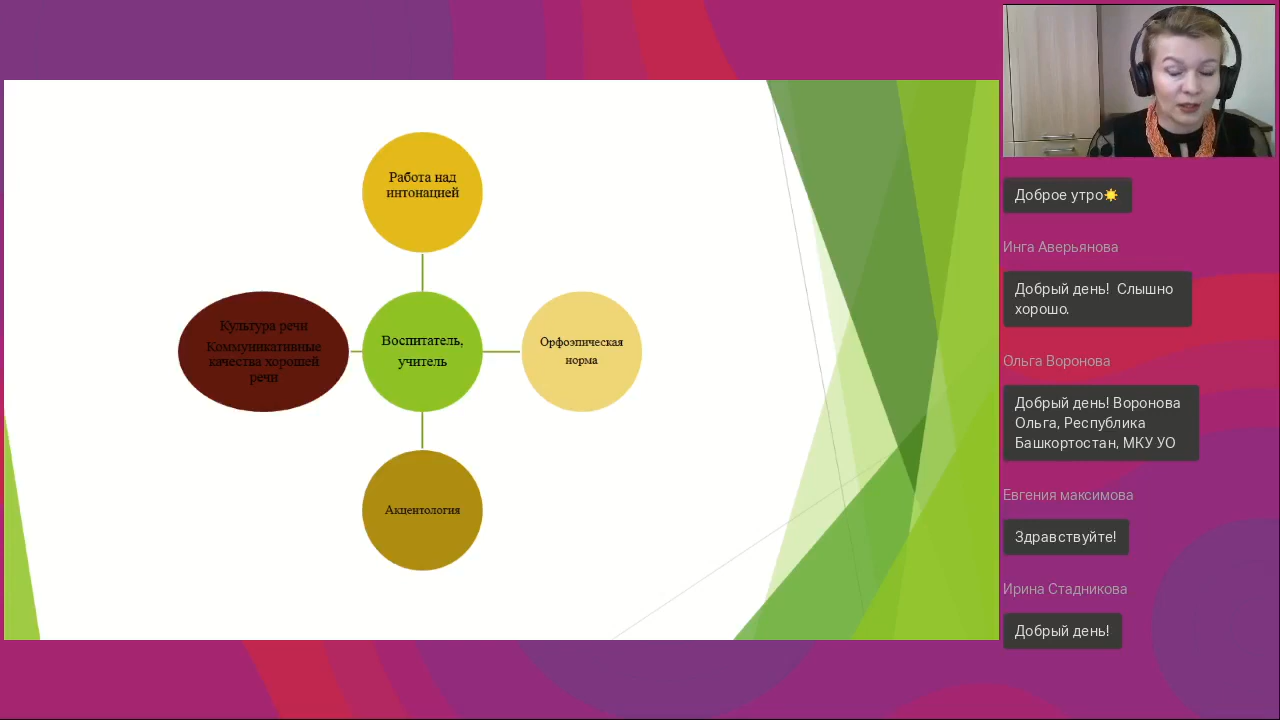 Работа над
интонацией
Культура речи
Коммуникативные
качества хорошей
речи
Воспитатель,
учитель
Орфоэпическая
норма
Акцентология
Доброе утро☀️
Инга Аверьянова
Добрый день! Слышно
хорошо.
Ольга Воронова
Добрый день! Воронова
Ольга, Республика
Башкортостан, МКУ УО
Евгения максимова
Здравствуйте!
Ирина Стадникова
Добрый день!